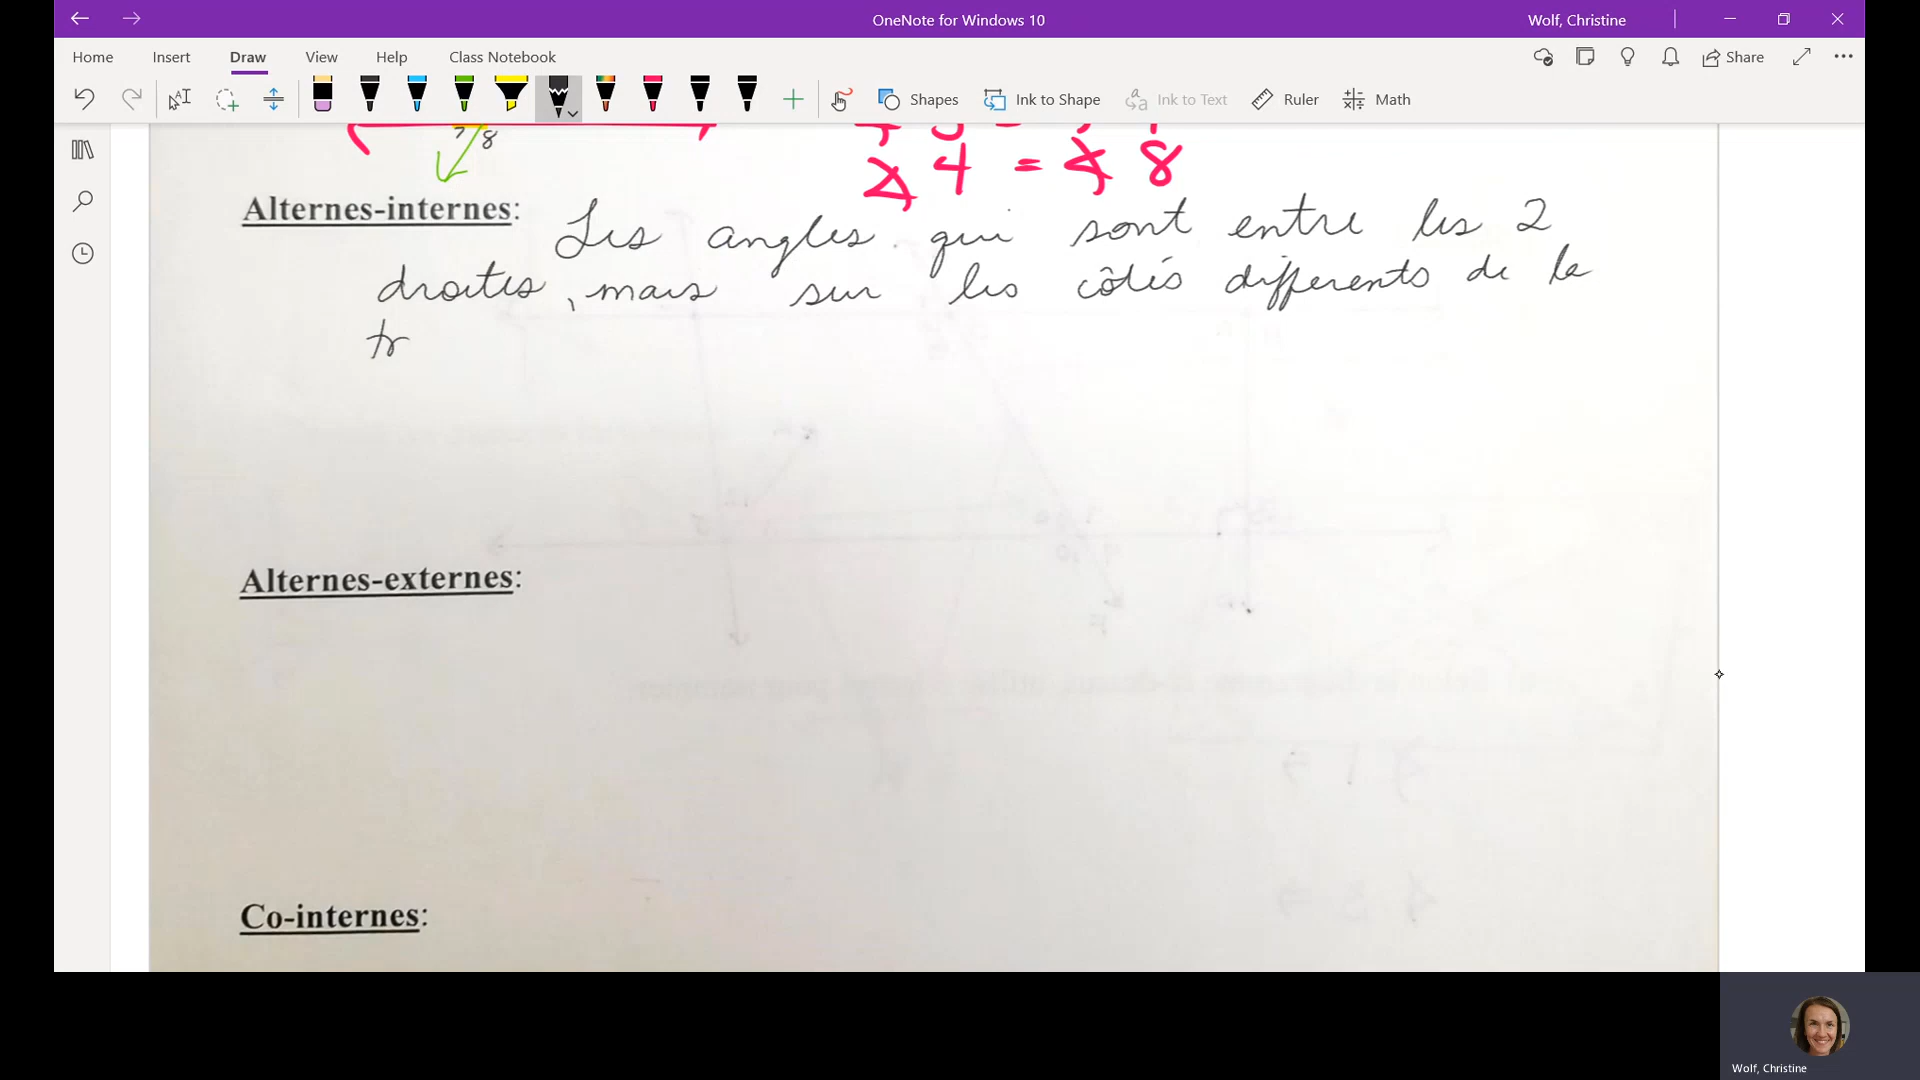 OneNote for Windows 10
Wolf, Christine
Home Insert Draw View Help Class Notebook
Share
Shapes Ink to Shape Ink to Text Ruler Math
7 8
∠ 4 = ∠ 8
Alternes-internes: Les angles qui sont entre les 2
droites, mais sur les côtés différents de la
tr
Alternes-externes:
Co-internes:
Wolf, Christine